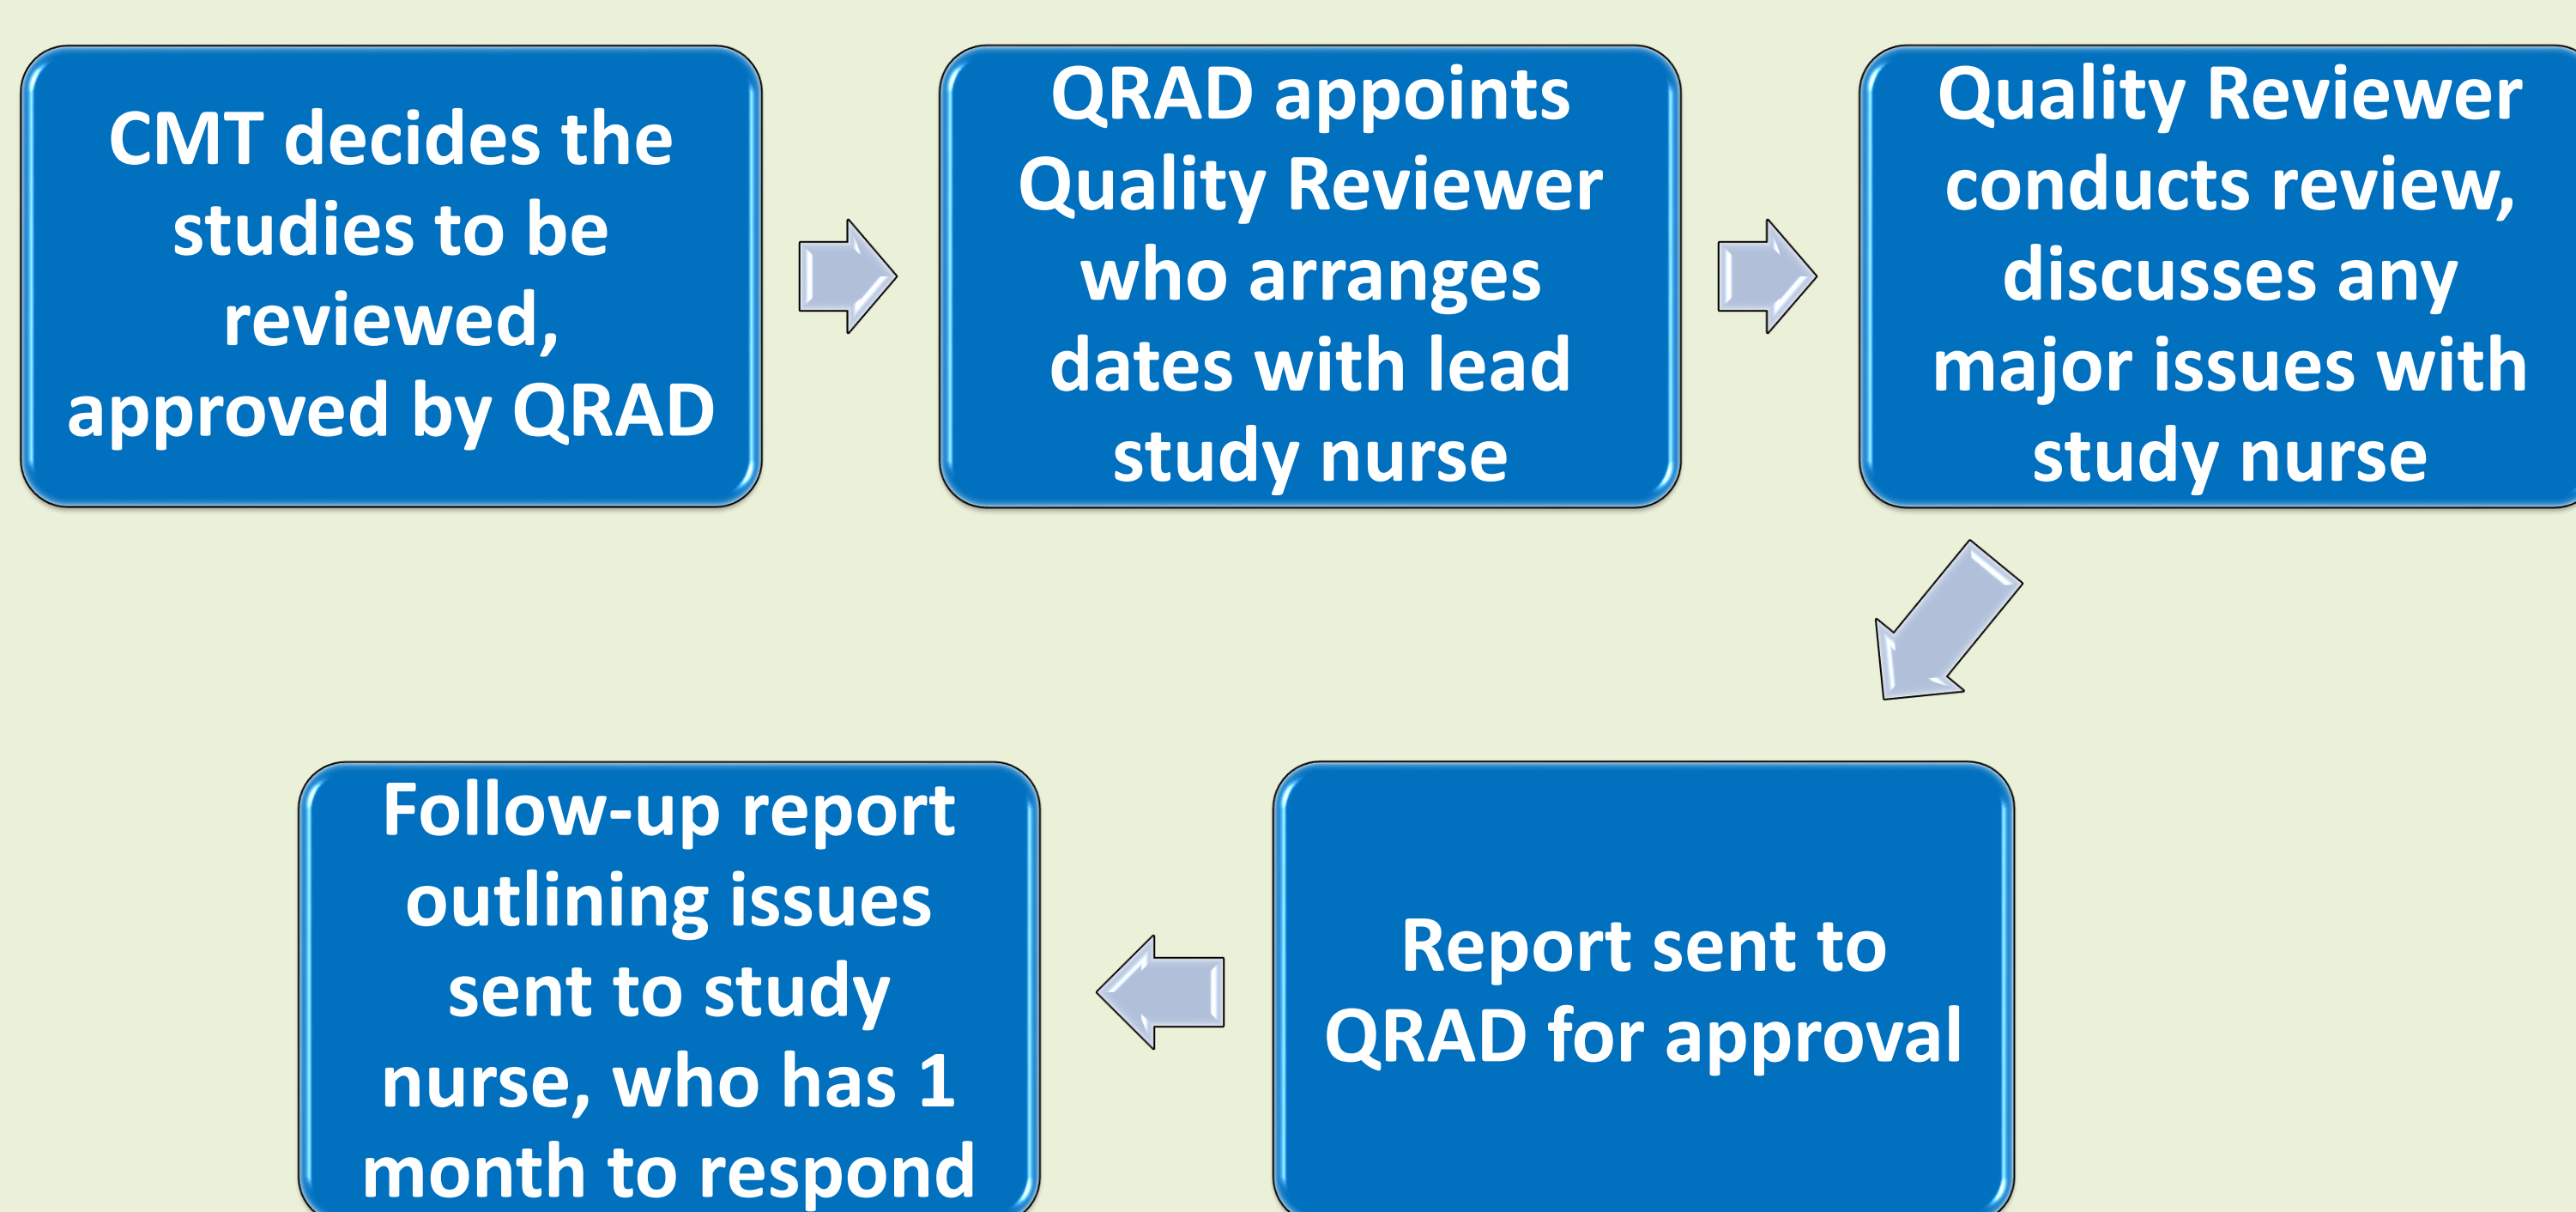 CMT decides the
studies to be
reviewed,
approved by QRAD
QRAD appoints
Quality Reviewer
who arranges
dates with lead
study nurse
Quality Reviewer
conducts review,
discusses any
major issues with
study nurse
Report sent to
QRAD for approval
Follow-up report
outlining issues
sent to study
nurse, who has 1
month to respond